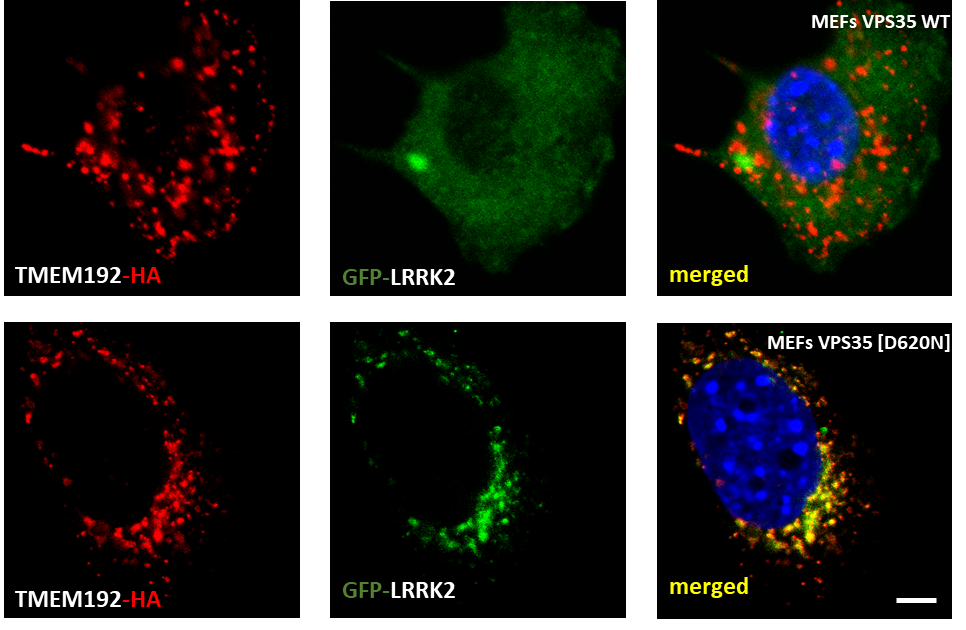 MEFs VPS35 WT
TMEM192-HA
GFP-LRRK2
merged
MEFs VPS35 [D620N]
TMEM192-HA
GFP-LRRK2
merged